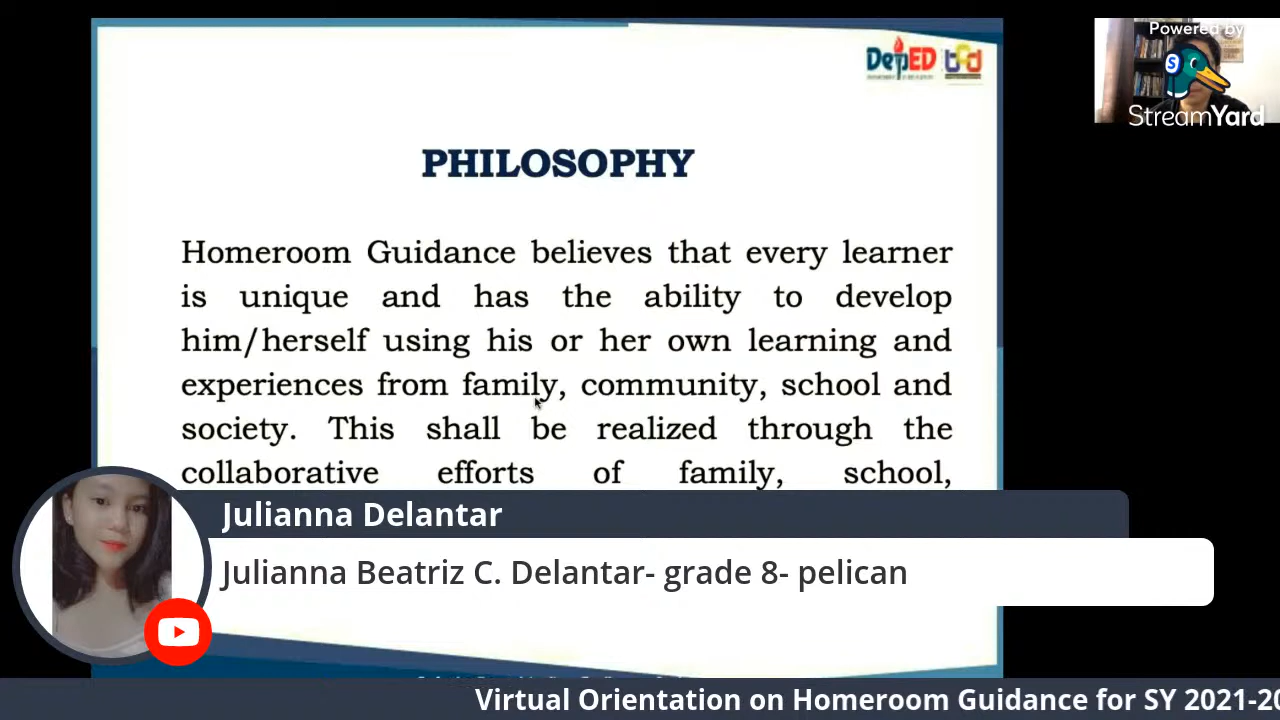 Powered by
StreamYard
DepED
PHILOSOPHY
Homeroom Guidance believes that every learner
is unique and has the ability to develop
him/herself using his or her own learning and
experiences from family, community, school and
society. This shall be realized through the
collaborative efforts of family, school,
Julianna Delantar
Julianna Beatriz C. Delantar- grade 8- pelican
Virtual Orientation on Homeroom Guidance for SY 2021-20